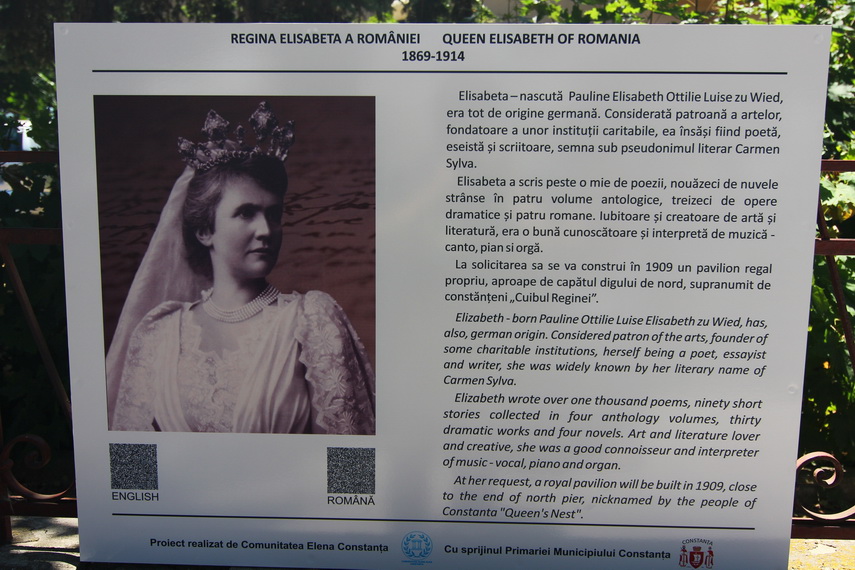 REGINA ELISABETA A ROMÂNIEI QUEEN ELISABETH OF ROMANIA
1869-1914
Elisabeta – nascută Pauline Elisabeth Ottilie Luise zu Wied,
era tot de origine germană. Considerată patroană a artelor,
fondatoare a unor instituții caritabile, ea însăși fiind poetă,
eseistă și scriitoare, semna sub pseudonimul literar Carmen
Sylva.
Elisabeta a scris peste o mie de poezii, nouăzeci de nuvele
strânse în patru volume antologice, treizeci de opere
dramatice și patru romane. Iubitoare și creatoare de artă și
literatură, era o bună cunoscătoare și interpretă de muzică -
canto, pian si orgă.
La solicitarea sa se va construi în 1909 un pavilion regal
propriu, aproape de capătul digului de nord, supranumit de
constănțeni „Cuibul Reginei”.
Elizabeth - born Pauline Ottilie Luise Elisabeth zu Wied, has,
also, german origin. Considered patron of the arts, founder of
some charitable institutions, herself being a poet, essayist
and writer, she was widely known by her literary name of
Carmen Sylva.
Elizabeth wrote over one thousand poems, ninety short
stories collected in four anthology volumes, thirty
dramatic works and four novels. Art and literature lover
and creative, she was a good connoisseur and interpreter
of music - vocal, piano and organ.
At her request, a royal pavilion will be built in 1909, close
to the end of north pier, nicknamed by the people of
Constanta "Queen's Nest".
ENGLISH
ROMÂNĂ
Proiect realizat de Comunitatea Elena Constanța
Cu sprijinul Primariei Municipiului Constanța
CONSTANȚA